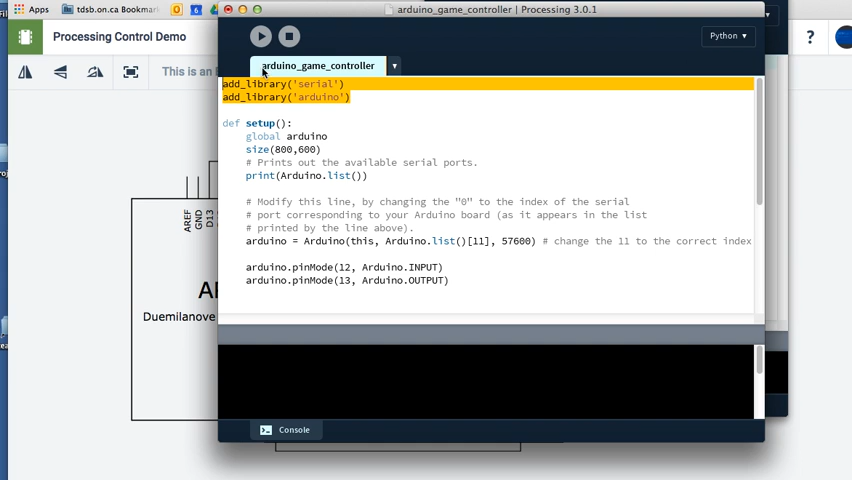 Apps
tdsb.on.ca Bookmar
6
arduino_game_controller | Processing 3.0.1
Processing Control Demo
Python ▾
?
arduino_game_controller
▾
This is an
add_library('serial')
add_library('arduino')
def setup():
global arduino
size(800,600)
# Prints out the available serial ports.
print(Arduino.list())
# Modify this line, by changing the "0" to the index of the serial
# port corresponding to your Arduino board (as it appears in the list
# printed by the line above).
arduino = Arduino(this, Arduino.list()[11], 57600) # change the 11 to the correct index
arduino.pinMode(12, Arduino.INPUT)
arduino.pinMode(13, Arduino.OUTPUT)
AREF
GND
D13
Duemilanove
Console